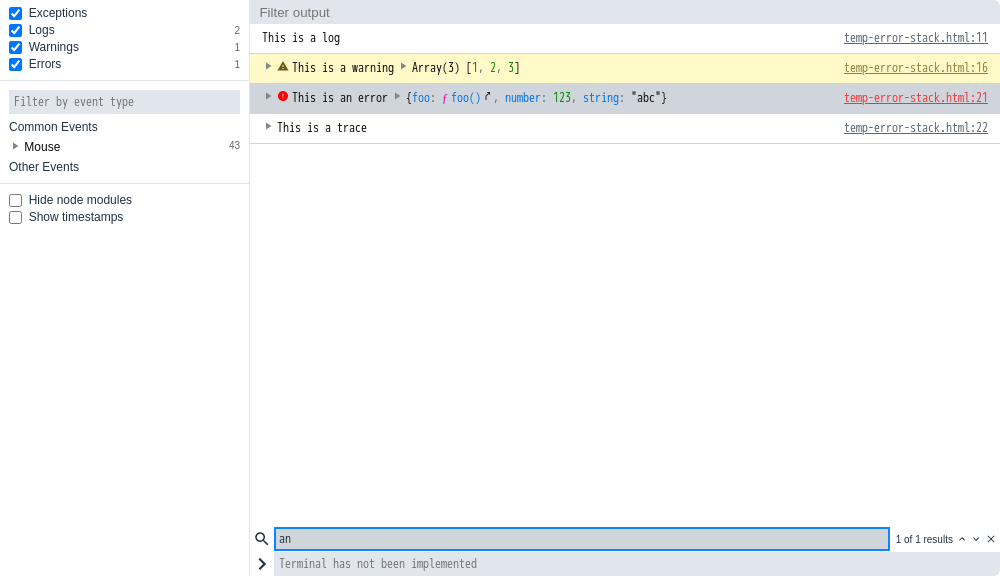 Exceptions
Logs 2
Warnings 1
Errors 1
Filter by event type
Common Events
Mouse 43
Other Events
Hide node modules
Show timestamps
Filter output
This is a log temp-error-stack.html:11
This is a warning Array(3) [1, 2, 3] temp-error-stack.html:16
This is an error {foo: ƒ foo() , number: 123, string: "abc"} temp-error-stack.html:21
This is a trace temp-error-stack.html:22
an 1 of 1 results
Terminal has not been implemented